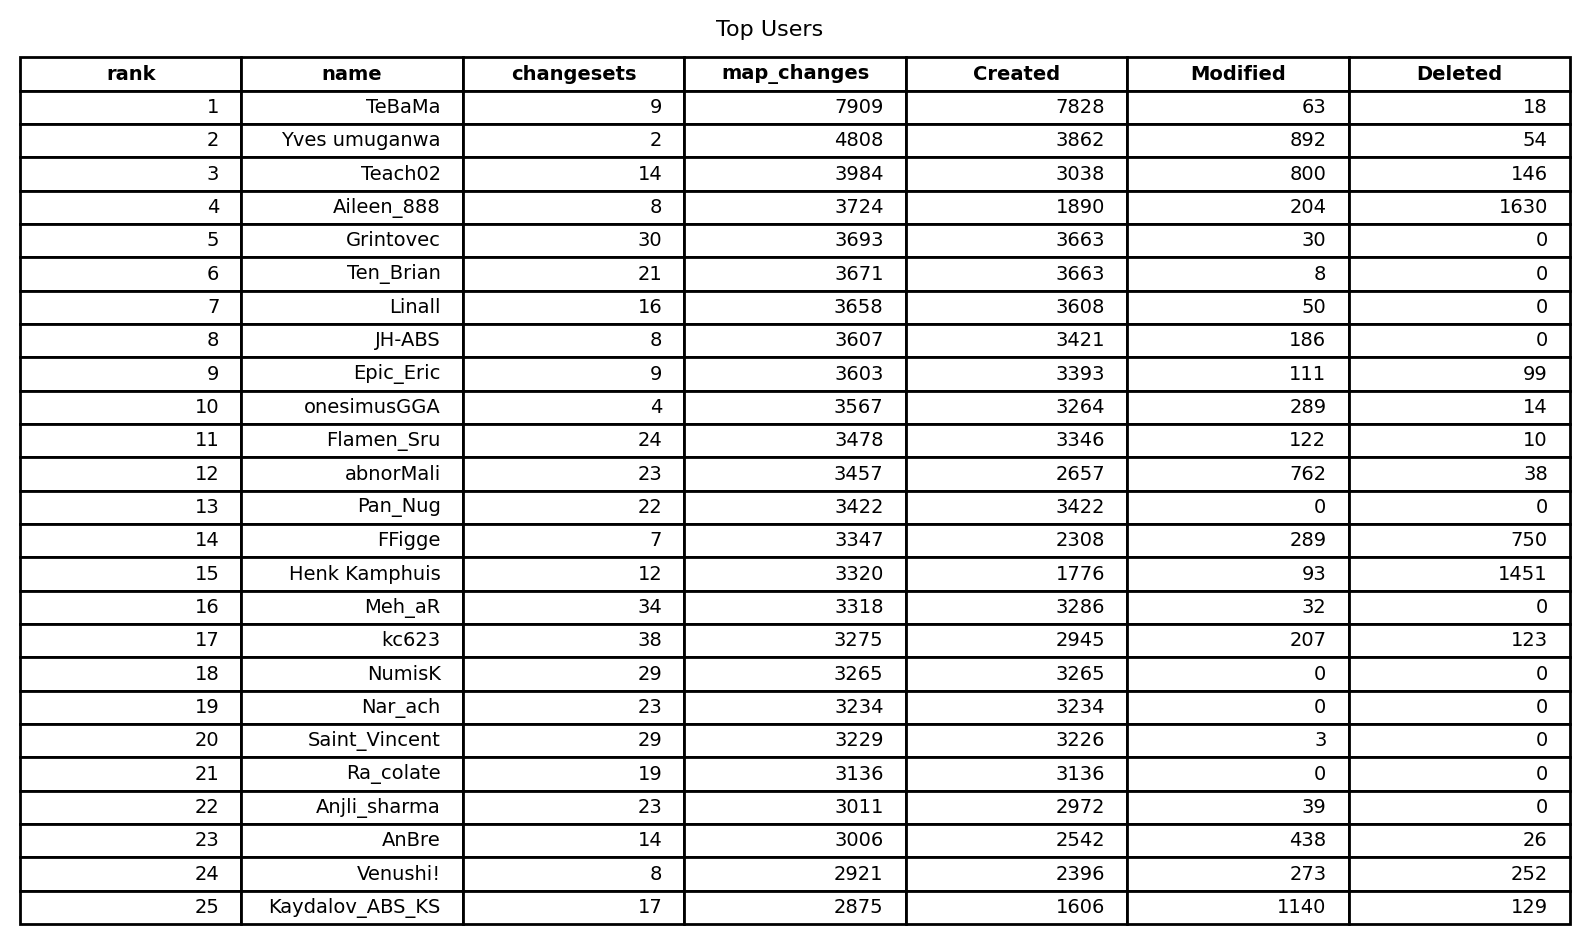 Top Users
rank name changesets map_changes Created Modified Deleted
1 TeBaMa 9 7909 7828 63 18
2 Yves umuganwa 2 4808 3862 892 54
3 Teach02 14 3984 3038 800 146
4 Aileen_888 8 3724 1890 204 1630
5 Grintovec 30 3693 3663 30 0
6 Ten_Brian 21 3671 3663 8 0
7 Linall 16 3658 3608 50 0
8 JH-ABS 8 3607 3421 186 0
9 Epic_Eric 9 3603 3393 111 99
10 onesimusGGA 4 3567 3264 289 14
11 Flamen_Sru 24 3478 3346 122 10
12 abnorMali 23 3457 2657 762 38
13 Pan_Nug 22 3422 3422 0 0
14 FFigge 7 3347 2308 289 750
15 Henk Kamphuis 12 3320 1776 93 1451
16 Meh_aR 34 3318 3286 32 0
17 kc623 38 3275 2945 207 123
18 NumisK 29 3265 3265 0 0
19 Nar_ach 23 3234 3234 0 0
20 Saint_Vincent 29 3229 3226 3 0
21 Ra_colate 19 3136 3136 0 0
22 Anjli_sharma 23 3011 2972 39 0
23 AnBre 14 3006 2542 438 26
24 Venushi! 8 2921 2396 273 252
25 Kaydalov_ABS_KS 17 2875 1606 1140 129